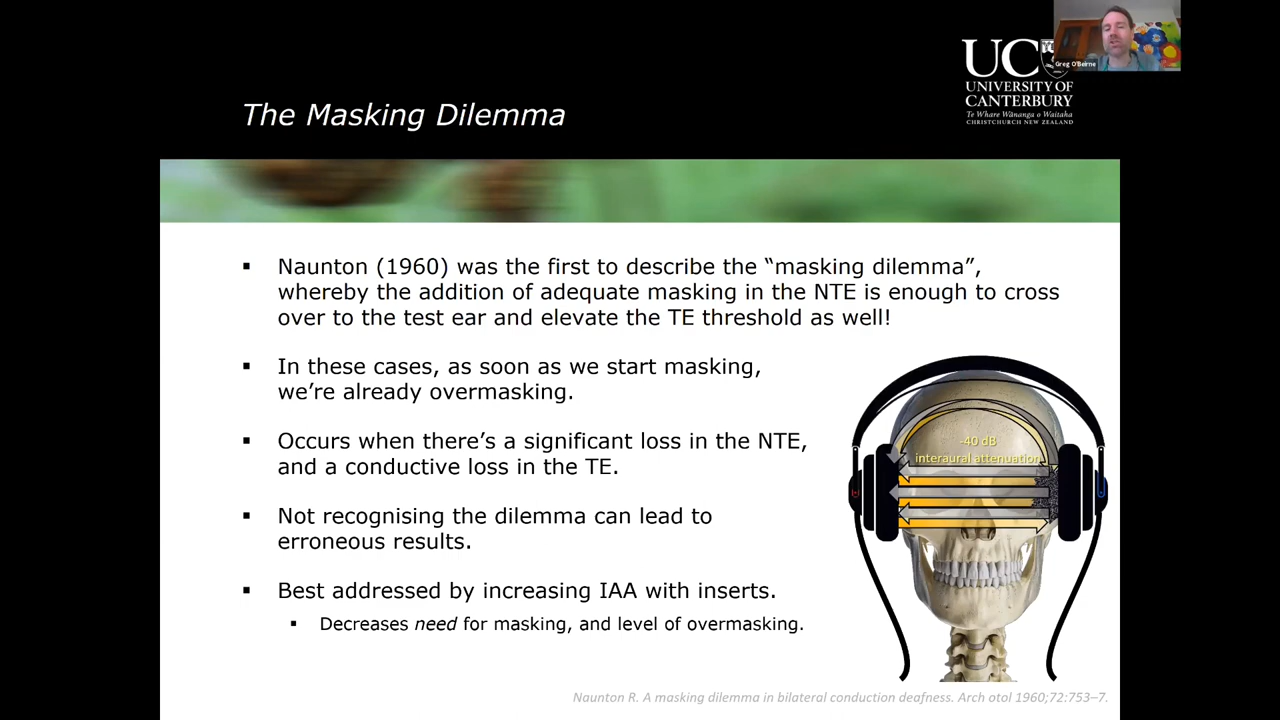 UC
UNIVERSITY OF
CANTERBURY
Te Whare Wānanga o Waitaha
CHRISTCHURCH NEW ZEALAND
Greg O'Beirne
The Masking Dilemma
▪ Naunton (1960) was the first to describe the “masking dilemma”,
whereby the addition of adequate masking in the NTE is enough to cross
over to the test ear and elevate the TE threshold as well!
▪ In these cases, as soon as we start masking,
we’re already overmasking.
▪ Occurs when there’s a significant loss in the NTE,
and a conductive loss in the TE.
▪ Not recognising the dilemma can lead to
erroneous results.
▪ Best addressed by increasing IAA with inserts.
▪ Decreases need for masking, and level of overmasking.
-40 dB
interaural attenuation
Naunton R. A masking dilemma in bilateral conduction deafness. Arch otol 1960;72:753–7.